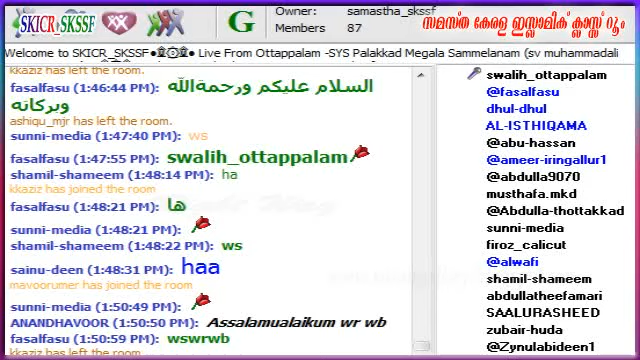 SKICR_SKSSF
G
Owner: samastha_skssf
Members 87
സമസ്ത കേരള ഇസ്ലാമിക് ക്ലാസ്സ് റൂം
Welcome to SKICR_SKSSF Live From Ottappalam -SYS Palakkad Megala Sammelanam (sv muhammadali
kkaziz has left the room.
fasalfasu (1:46:44 PM): السلام عليكم ورحمةالله
وبركاته
ashiqu_mjr has left the room.
sunni-media (1:47:40 PM): ws
fasalfasu (1:47:55 PM): swalih_ottappalam
shamil-shameem (1:48:14 PM): ha
kkaziz has joined the room
fasalfasu (1:48:21 PM): ها
sunni-media (1:48:21 PM):
shamil-shameem (1:48:22 PM): ws
sainu-deen (1:48:31 PM): haa
mavoorumer has joined the room
sunni-media (1:50:49 PM):
ANANDHAVOOR (1:50:50 PM): Assalamualaikum wr wb
fasalfasu (1:50:59 PM): wswrwb
kkaziz has left the room.
swalih_ottappalam
@fasalfasu
dhul-dhul
AL-ISTHIQAMA
@abu-hassan
@ameer-iringallur1
@abdulla9070
musthafa.mkd
@Abdulla-thottakkad
sunni-media
firoz_calicut
@alwafi
shamil-shameem
abdullatheefamari
SAALURASHEED
zubair-huda
@Zynulabideen1